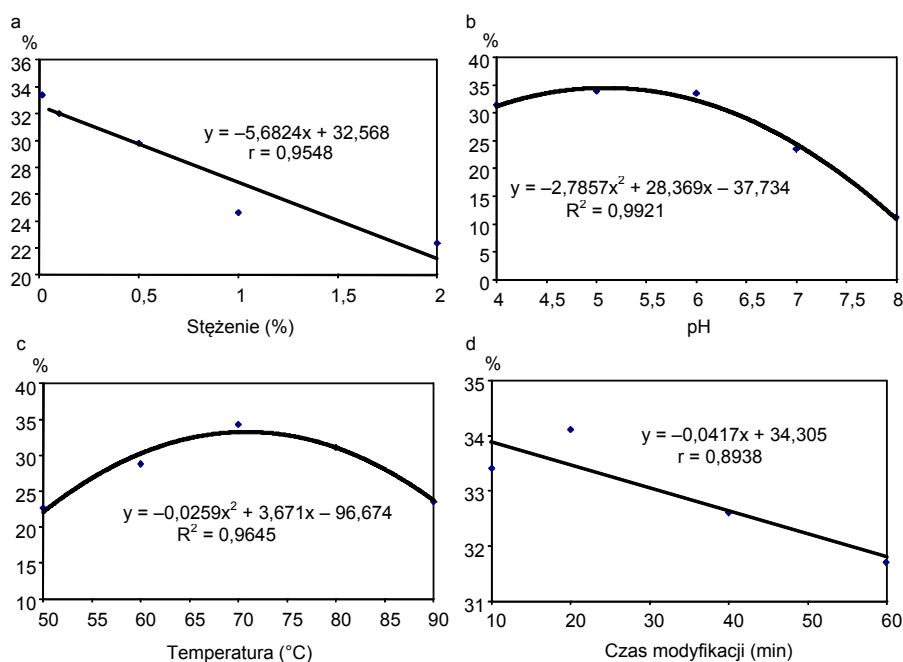 a
%
36
34
32
30
28
26
24
22
20
y = –5,6824x + 32,568
r = 0,9548
0 0,5 1 1,5 2
Stężenie (%)
b
%
40
35
30
25
20
15
10
5
0
y = –2,7857x² + 28,369x – 37,734
R² = 0,9921
4 4,5 5 5,5 6 6,5 7 7,5 8
pH
c
%
40
35
30
25
20
15
10
y = –0,0259x² + 3,671x – 96,674
R² = 0,9645
50 55 60 65 70 75 80 85 90
Temperatura (°C)
d
%
35
34
33
32
31
y = –0,0417x + 34,305
r = 0,8938
10 20 30 40 50 60
Czas modyfikacji (min)